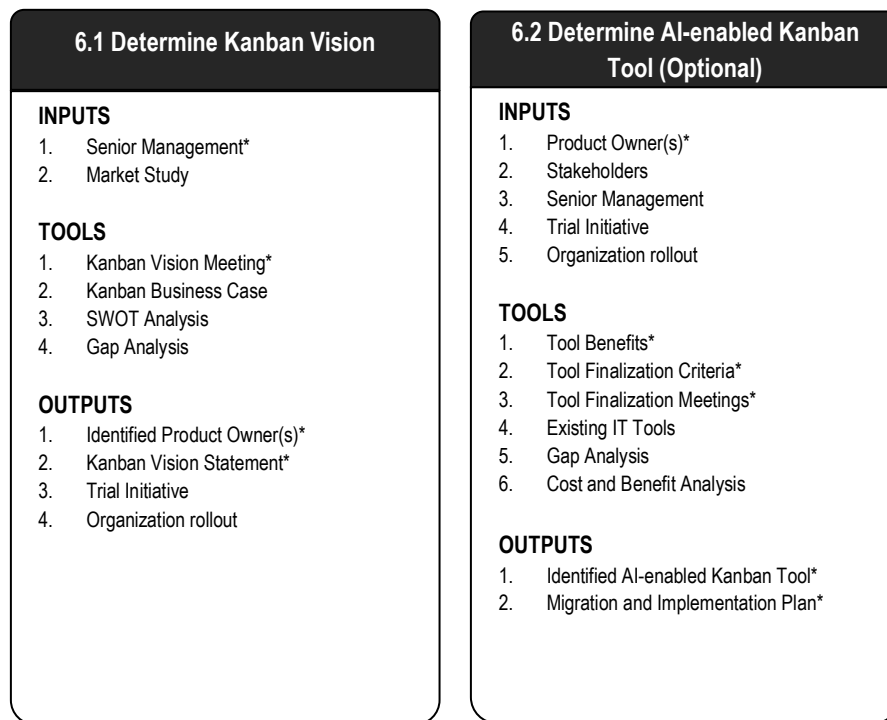 6.1 Determine Kanban Vision
INPUTS
1. Senior Management*
2. Market Study
TOOLS
1. Kanban Vision Meeting*
2. Kanban Business Case
3. SWOT Analysis
4. Gap Analysis
OUTPUTS
1. Identified Product Owner(s)*
2. Kanban Vision Statement*
3. Trial Initiative
4. Organization rollout
6.2 Determine AI-enabled Kanban
Tool (Optional)
INPUTS
1. Product Owner(s)*
2. Stakeholders
3. Senior Management
4. Trial Initiative
5. Organization rollout
TOOLS
1. Tool Benefits*
2. Tool Finalization Criteria*
3. Tool Finalization Meetings*
4. Existing IT Tools
5. Gap Analysis
6. Cost and Benefit Analysis
OUTPUTS
1. Identified AI-enabled Kanban Tool*
2. Migration and Implementation Plan*